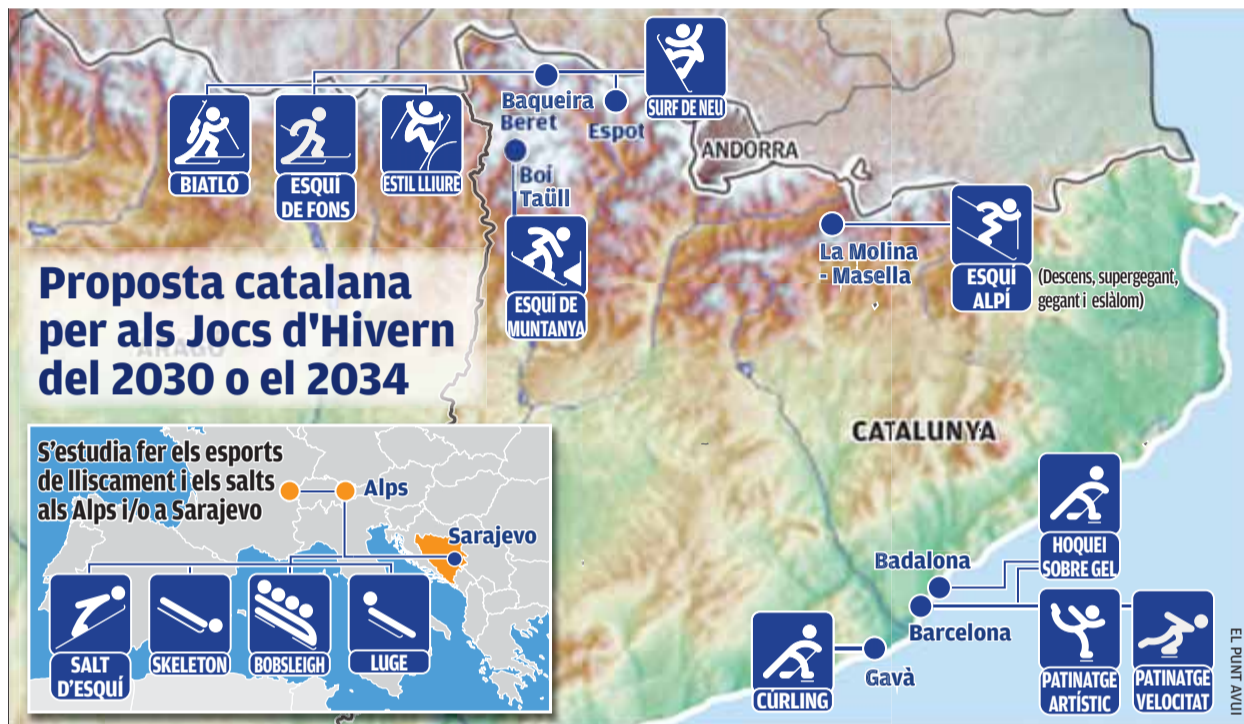 Proposta catalana
per als Jocs d'Hivern
del 2030 o el 2034
SURF DE NEU
Baqueira
Beret
Espot
BIATLÓ
ESQUÍ
DE FONS
ESTIL LLIURE
ANDORRA
Boi
Taüll
ESQUÍ DE
MUNTANYA
La Molina
- Masella
ESQUÍ
ALPÍ
(Descens, supergegant,
gegant i eslàlom)
ARAGÓ
CATALUNYA
S'estudia fer els esports
de lliscament i els salts
als Alps i/o a Sarajevo
Alps
Sarajevo
SALT
D'ESQUÍ
SKELETON
BOBSLEIGH
LUGE
HOQUEI
SOBRE GEL
Badalona
Barcelona
Gavà
CÚRLING
PATINATGE
ARTÍSTIC
PATINATGE
VELOCITAT
EL PUNT AVUI